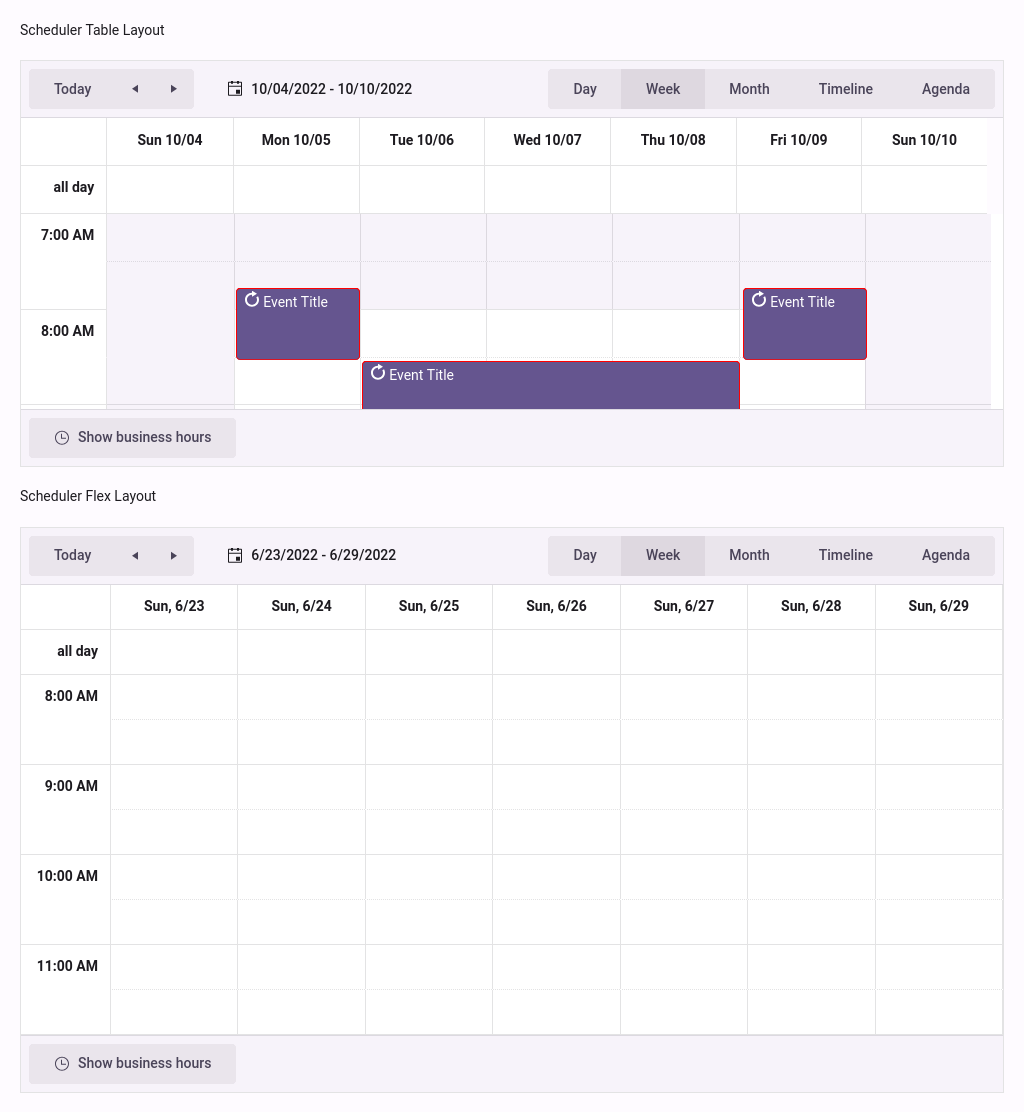 Scheduler Table Layout
Today 10/04/2022 - 10/10/2022 Day Week Month Timeline Agenda
Sun 10/04 Mon 10/05 Tue 10/06 Wed 10/07 Thu 10/08 Fri 10/09 Sun 10/10
all day
7:00 AM
Event Title Event Title
8:00 AM
Event Title
Show business hours
Scheduler Flex Layout
Today 6/23/2022 - 6/29/2022 Day Week Month Timeline Agenda
Sun, 6/23 Sun, 6/24 Sun, 6/25 Sun, 6/26 Sun, 6/27 Sun, 6/28 Sun, 6/29
all day
8:00 AM
9:00 AM
10:00 AM
11:00 AM
Show business hours